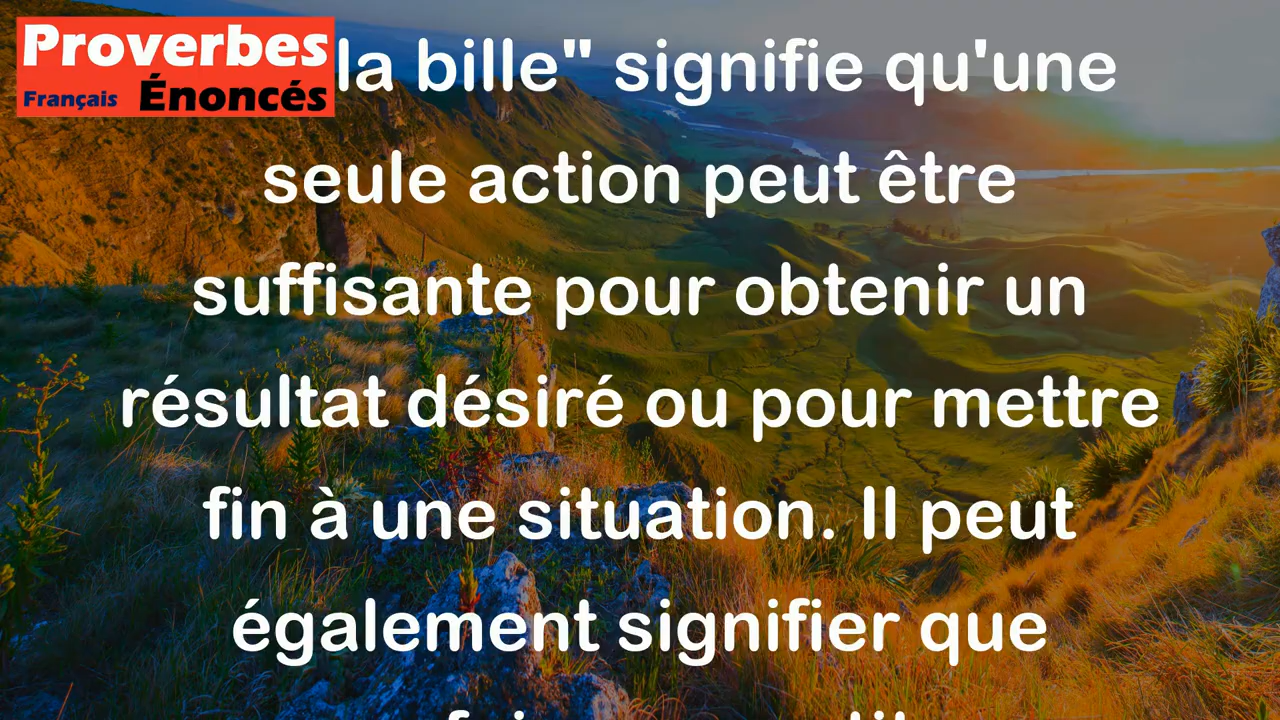 Proverbes
Français Énoncés
la bille" signifie qu'une
seule action peut être
suffisante pour obtenir un
résultat désiré ou pour mettre
fin à une situation. Il peut
également signifier que